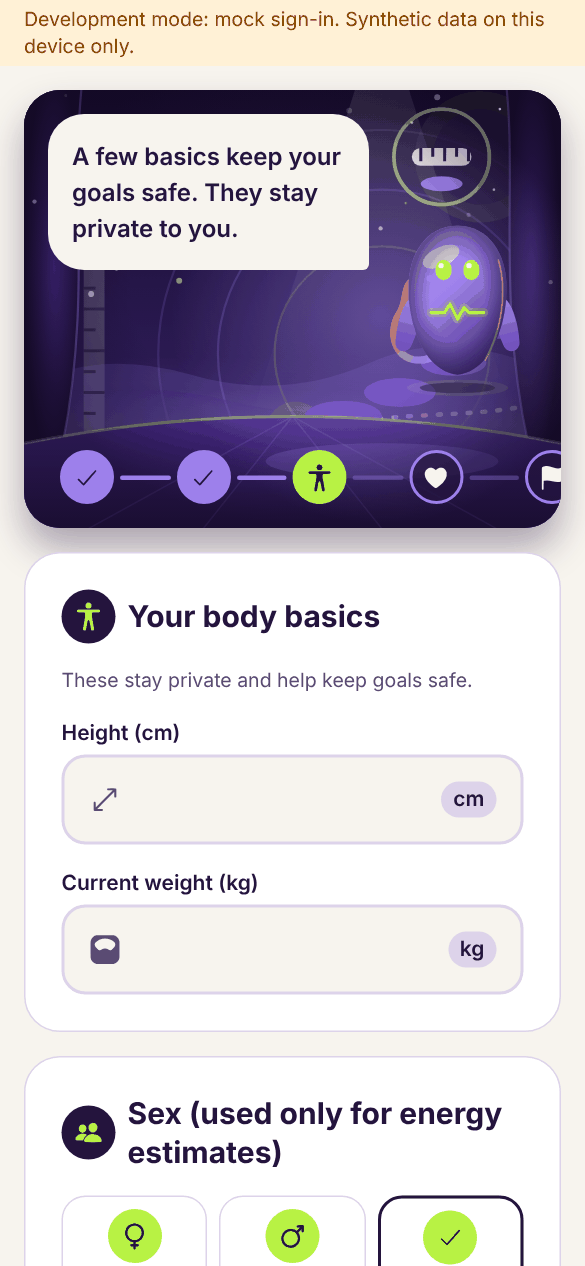 Development mode: mock sign-in. Synthetic data on this
device only.
A few basics keep your
goals safe. They stay
private to you.
Your body basics
These stay private and help keep goals safe.
Height (cm)
cm
Current weight (kg)
kg
Sex (used only for energy
estimates)